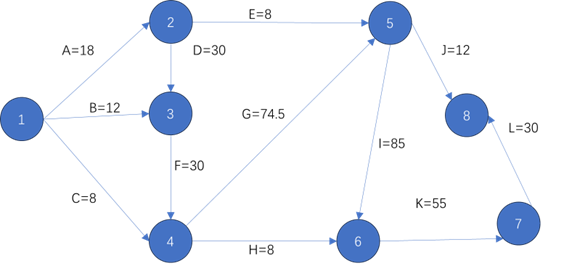 2
E=8
5
A=18
D=30
J=12
B=12
3
G=74.5
8
1
L=30
I=85
F=30
C=8
K=55
7
4
H=8
6